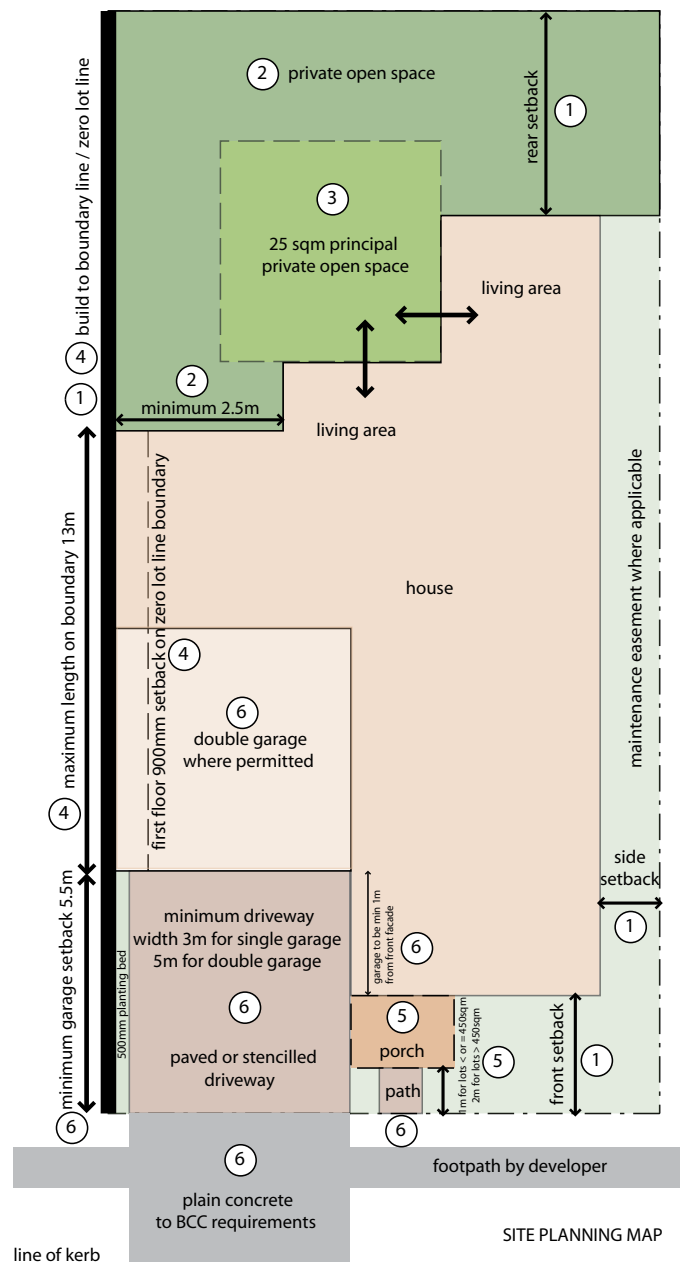 2 private open space
rear setback
1
build to boundary line / zero lot line
3
25 sqm principal
private open space
living area
4
1
2
minimum 2.5m
living area
maximum length on boundary 13m
4
first floor 900mm setback on zero lot line boundary
4
house
maintenance easement where applicable
6
double garage
where permitted
side
setback
1
minimum garage setback 5.5m
6
500mm planting bed
minimum driveway
width 3m for single garage
5m for double garage
6
paved or stencilled
driveway
garage to be min 1m
from front facade
6
5
porch
1m for lots < or = 450sqm
2m for lots > 450sqm
5
front setback
1
path
6
6
footpath by developer
plain concrete
to BCC requirements
SITE PLANNING MAP
line of kerb